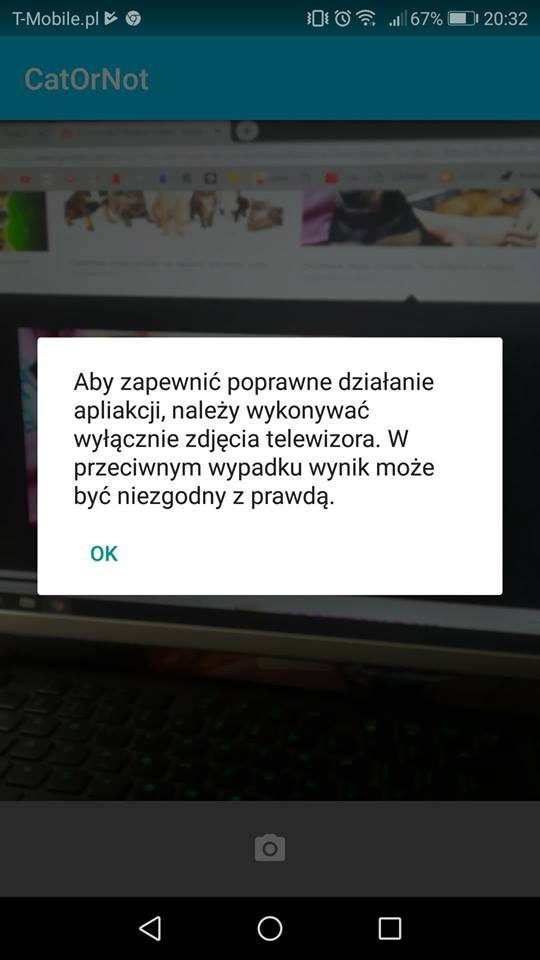 T-Mobile.pl
67%
20:32
CatOrNot
Aby zapewnić poprawne działanie
apliakcji, należy wykonywać
wyłącznie zdjęcia telewizora. W
przeciwnym wypadku wynik może
być niezgodny z prawdą.
OK